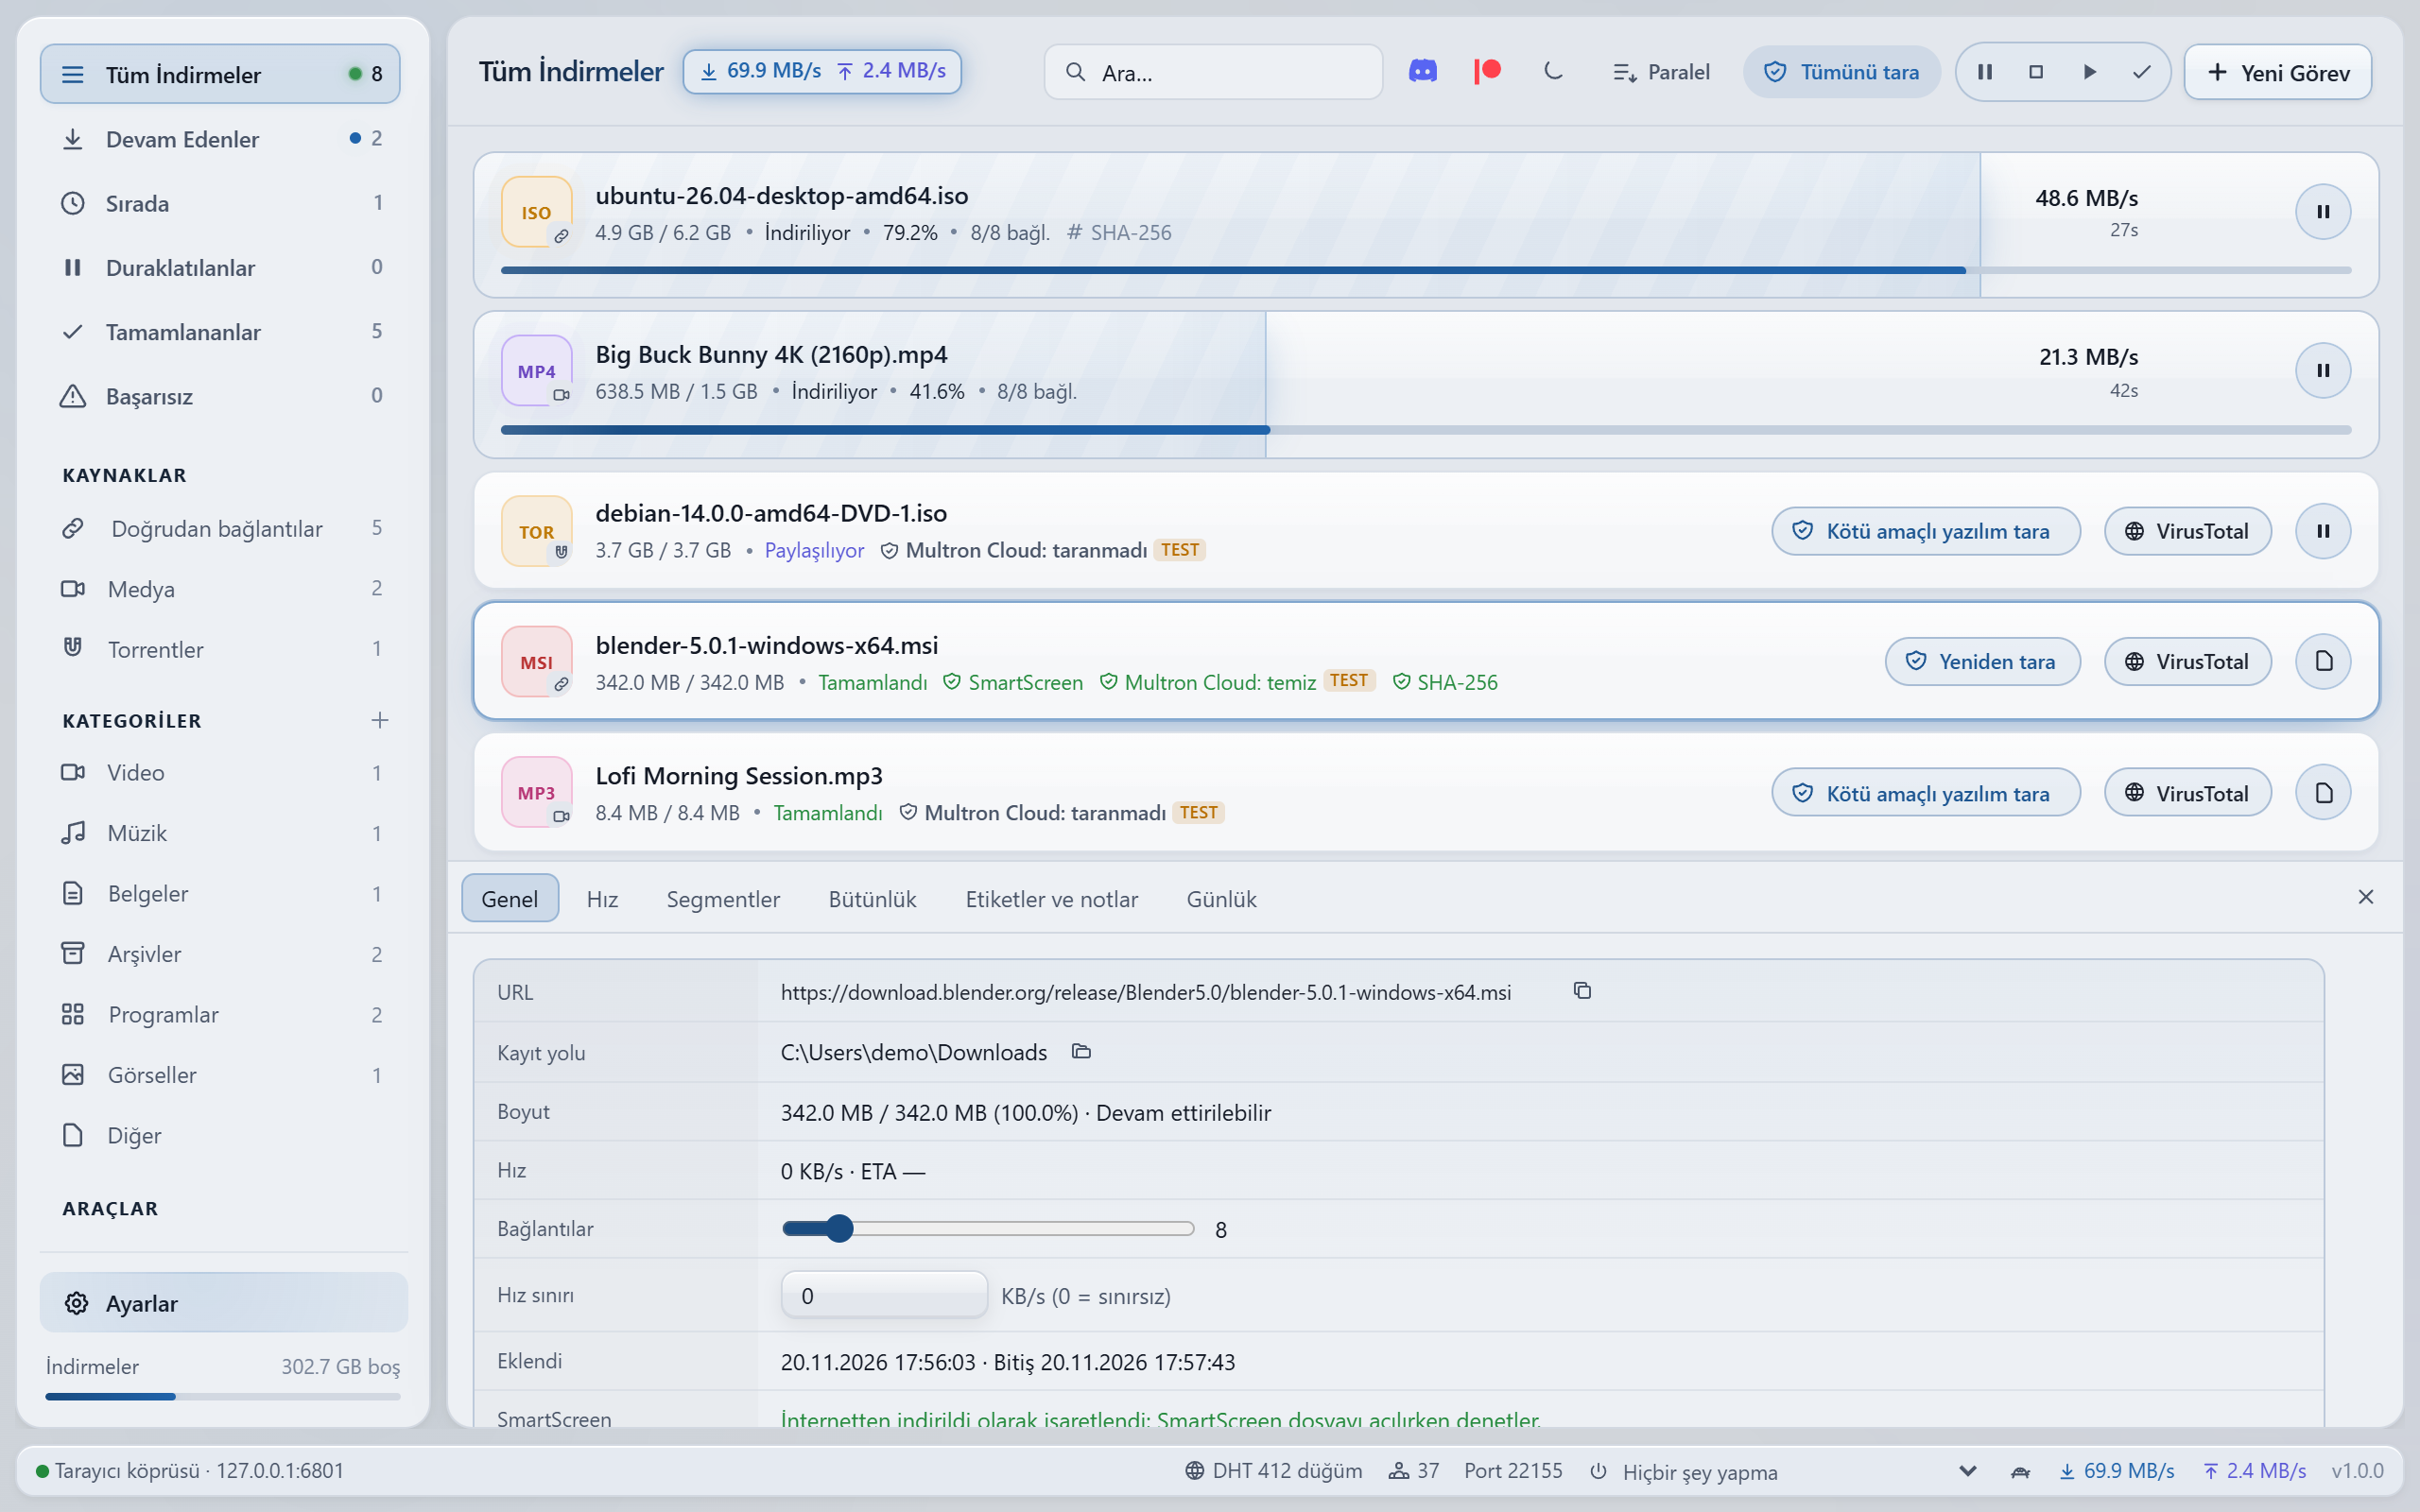 Tüm İndirmeler 8
Devam Edenler 2
Sırada 1
Duraklatılanlar 0
Tamamlananlar 5
Başarısız 0
KAYNAKLAR
Doğrudan bağlantılar 5
Medya 2
Torrentler 1
KATEGORİLER
Video 1
Müzik 1
Belgeler 1
Arşivler 2
Programlar 2
Görseller 1
Diğer
ARAÇLAR
Ayarlar
İndirmeler 302.7 GB boş
Tüm İndirmeler 69.9 MB/s 2.4 MB/s Ara... Paralel Tümünü tara Yeni Görev
ISO
ubuntu-26.04-desktop-amd64.iso
4.9 GB / 6.2 GB • İndiriliyor • 79.2% • 8/8 bağl. # SHA-256
48.6 MB/s
27s
MP4
Big Buck Bunny 4K (2160p).mp4
638.5 MB / 1.5 GB • İndiriliyor • 41.6% • 8/8 bağl.
21.3 MB/s
42s
TOR
debian-14.0.0-amd64-DVD-1.iso
3.7 GB / 3.7 GB • Paylaşılıyor Multron Cloud: taranmadı TEST
Kötü amaçlı yazılım tara VirusTotal
MSI
blender-5.0.1-windows-x64.msi
342.0 MB / 342.0 MB • Tamamlandı SmartScreen Multron Cloud: temiz TEST SHA-256
Yeniden tara VirusTotal
MP3
Lofi Morning Session.mp3
8.4 MB / 8.4 MB • Tamamlandı Multron Cloud: taranmadı TEST
Kötü amaçlı yazılım tara VirusTotal
Genel Hız Segmentler Bütünlük Etiketler ve notlar Günlük
URL https://download.blender.org/release/Blender5.0/blender-5.0.1-windows-x64.msi
Kayıt yolu C:\Users\demo\Downloads
Boyut 342.0 MB / 342.0 MB (100.0%) · Devam ettirilebilir
Hız 0 KB/s · ETA —
Bağlantılar 8
Hız sınırı 0 KB/s (0 = sınırsız)
Eklendi 20.11.2026 17:56:03 · Bitiş 20.11.2026 17:57:43
SmartScreen İnternetten indirildi olarak işaretlendi; SmartScreen dosyayı açılırken denetler.
Tarayıcı köprüsü · 127.0.0.1:6801 DHT 412 düğüm 37 Port 22155 Hiçbir şey yapma 69.9 MB/s 2.4 MB/s v1.0.0